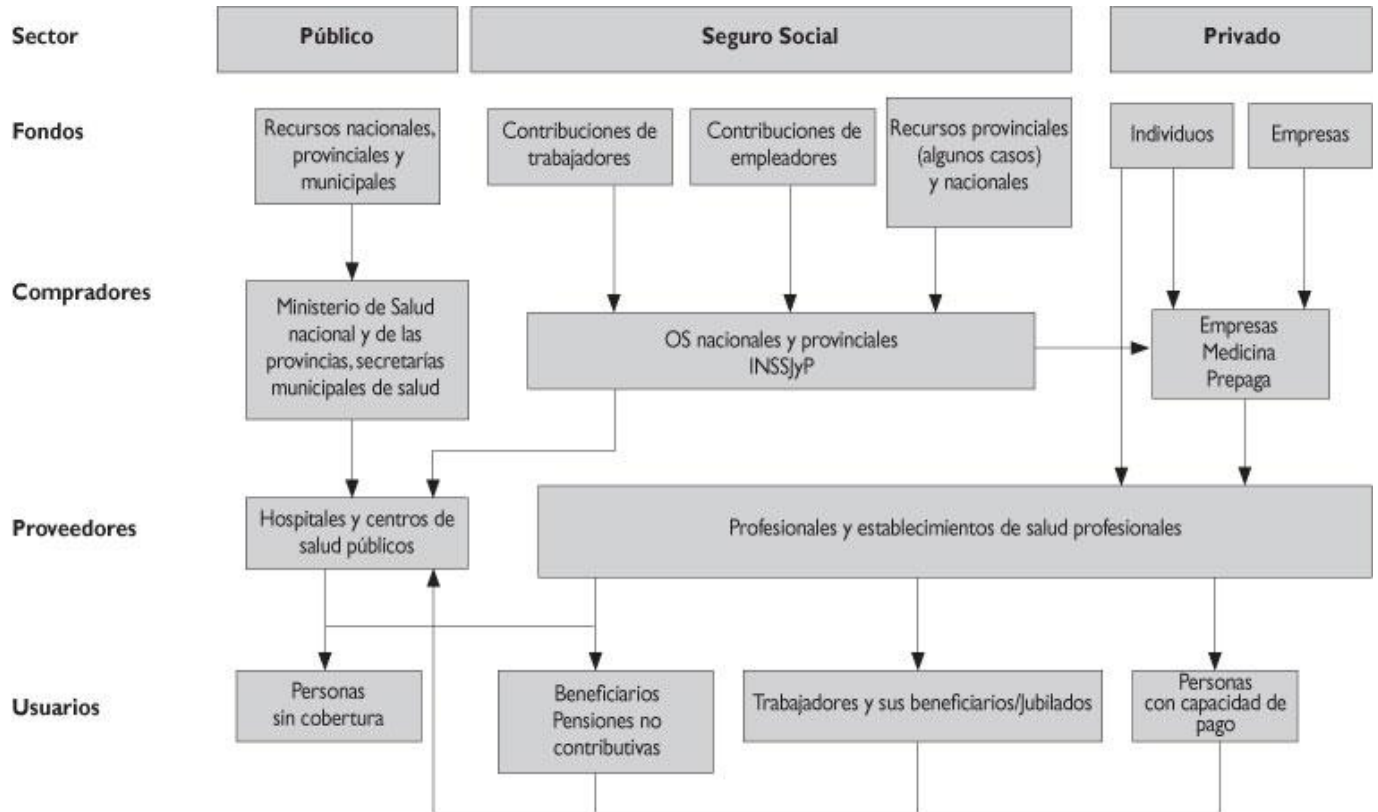 Sector
Público
Seguro Social
Privado
Fondos
Recursos nacionales,
provinciales y
municipales
Contribuciones de
trabajadores
Contribuciones de
empleadores
Recursos provinciales
(algunos casos)
y nacionales
Individuos
Empresas
Compradores
Ministerio de Salud
nacional y de las
provincias, secretarías
municipales de salud
OS nacionales y provinciales
INSSJyP
Empresas
Medicina
Prepaga
Proveedores
Hospitales y centros de
salud públicos
Profesionales y establecimientos de salud profesionales
Usuarios
Personas
sin cobertura
Beneficiarios
Pensiones no
contributivas
Trabajadores y sus beneficiarios/Jubilados
Personas
con capacidad de
pago